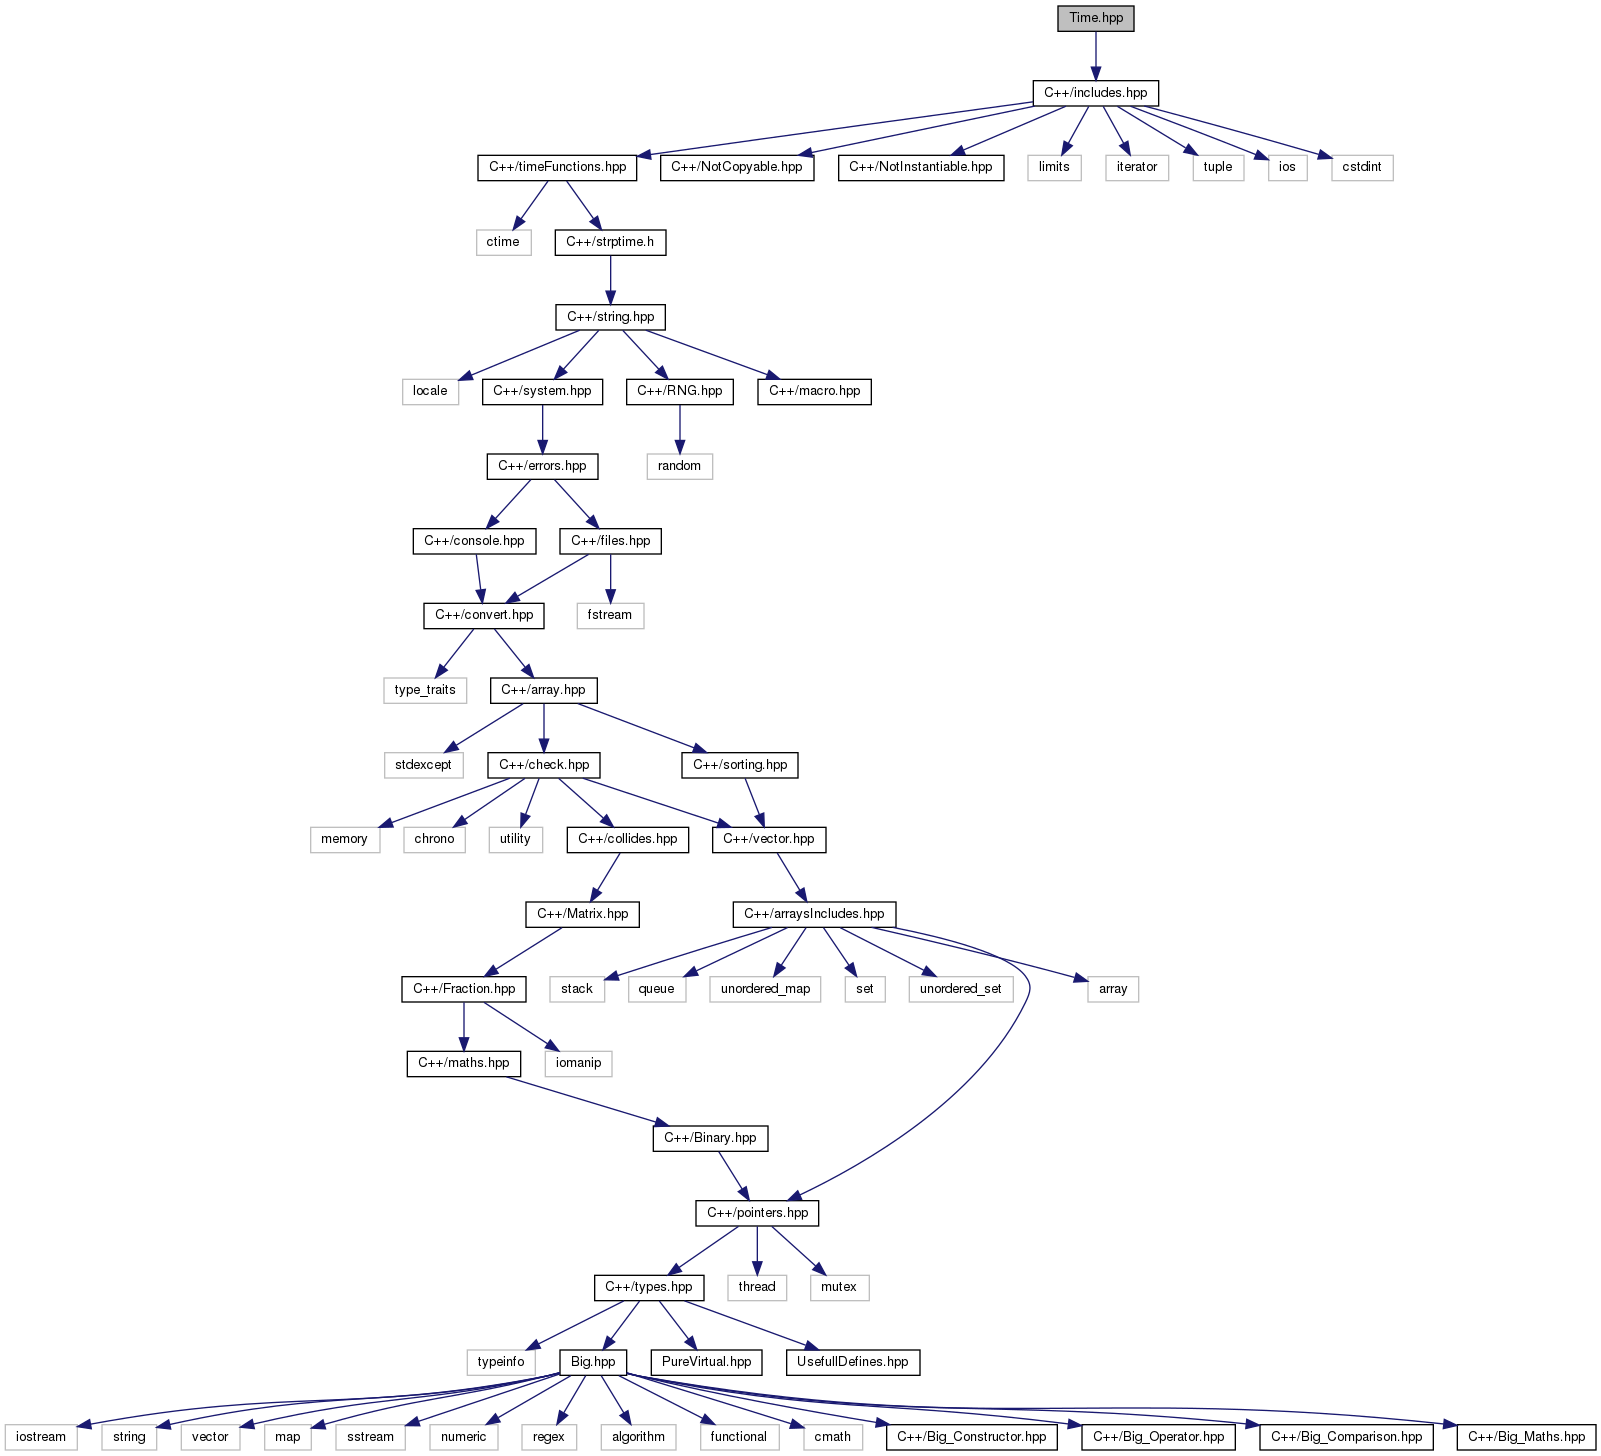 Time.hpp
C++/includes.hpp
C++/timeFunctions.hpp
C++/NotCopyable.hpp
C++/NotInstantiable.hpp
limits
iterator
tuple
ios
cstdint
ctime
C++/strptime.h
C++/string.hpp
locale
C++/system.hpp
C++/RNG.hpp
C++/macro.hpp
C++/errors.hpp
random
C++/console.hpp
C++/files.hpp
C++/convert.hpp
fstream
type_traits
C++/array.hpp
stdexcept
C++/check.hpp
C++/sorting.hpp
memory
chrono
utility
C++/collides.hpp
C++/vector.hpp
C++/Matrix.hpp
C++/arraysIncludes.hpp
C++/Fraction.hpp
stack
queue
unordered_map
set
unordered_set
array
C++/maths.hpp
iomanip
C++/Binary.hpp
C++/pointers.hpp
C++/types.hpp
thread
mutex
typeinfo
Big.hpp
PureVirtual.hpp
UsefullDefines.hpp
iostream
string
vector
map
sstream
numeric
regex
algorithm
functional
cmath
C++/Big_Constructor.hpp
C++/Big_Operator.hpp
C++/Big_Comparison.hpp
C++/Big_Maths.hpp